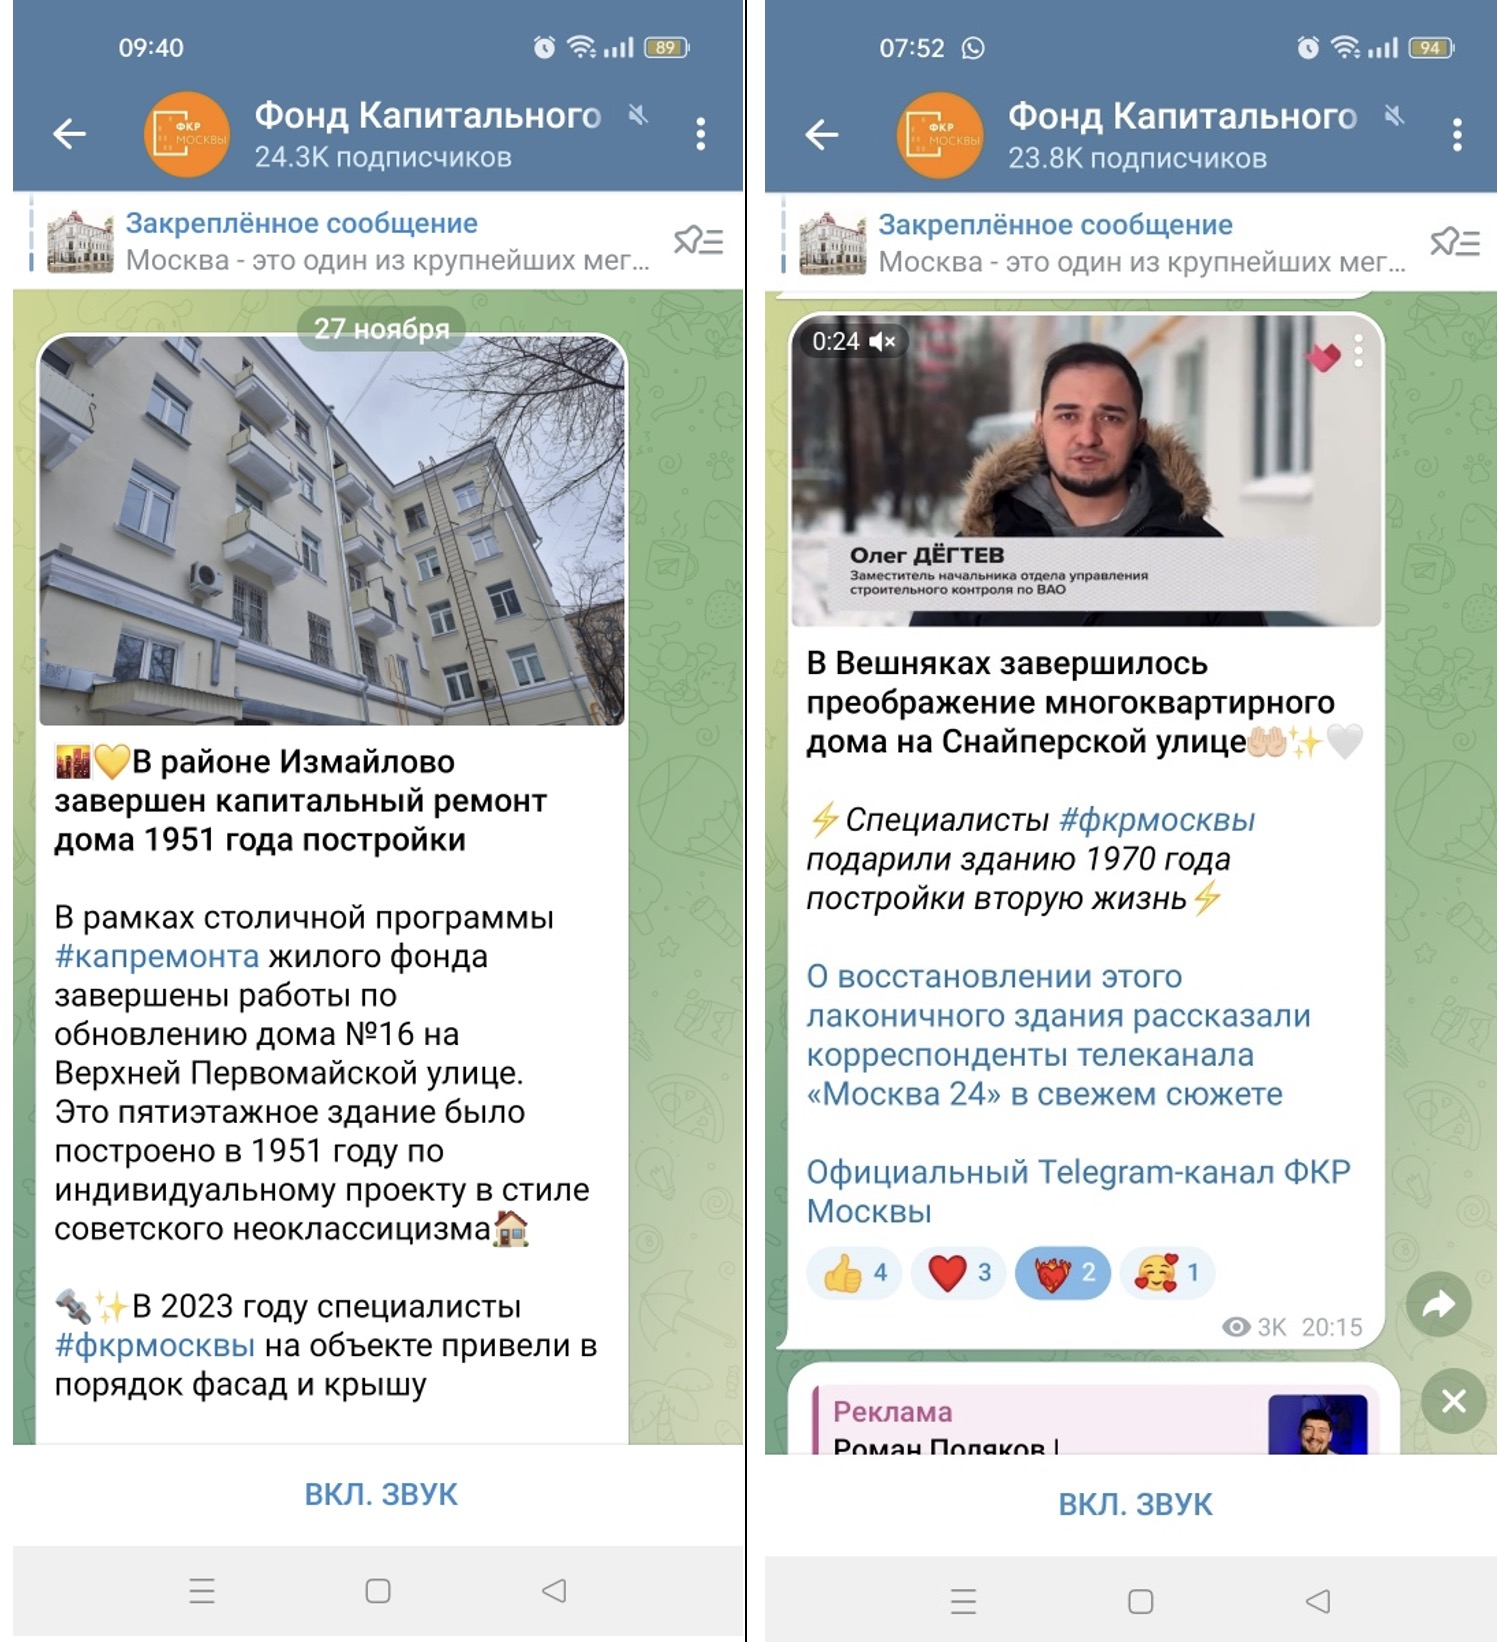 09:40
89
ФКР
МОСКВЫ
Фонд Капитального
24.3K подписчиков
Закреплённое сообщение
Москва - это один из крупнейших мег...
27 ноября
В районе Измайлово
завершен капитальный ремонт
дома 1951 года постройки
В рамках столичной программы
#капремонта жилого фонда
завершены работы по
обновлению дома №16 на
Верхней Первомайской улице.
Это пятиэтажное здание было
построено в 1951 году по
индивидуальному проекту в стиле
советского неоклассицизма
В 2023 году специалисты
#фкрмосквы на объекте привели в
порядок фасад и крышу
ВКЛ. ЗВУК
07:52
94
ФКР
МОСКВЫ
Фонд Капитального
23.8K подписчиков
Закреплённое сообщение
Москва - это один из крупнейших мег...
0:24
Олег ДЁГТЕВ
Заместитель начальника отдела управления
строительного контроля по ВАО
В Вешняках завершилось
преображение многоквартирного
дома на Снайперской улице
Специалисты #фкрмосквы
подарили зданию 1970 года
постройки вторую жизнь
О восстановлении этого
лаконичного здания рассказали
корреспонденты телеканала
«Москва 24» в свежем сюжете
Официальный Telegram-канал ФКР
Москвы
4 3 2 1
3K 20:15
Реклама
Роман Поляков |
ВКЛ. ЗВУК